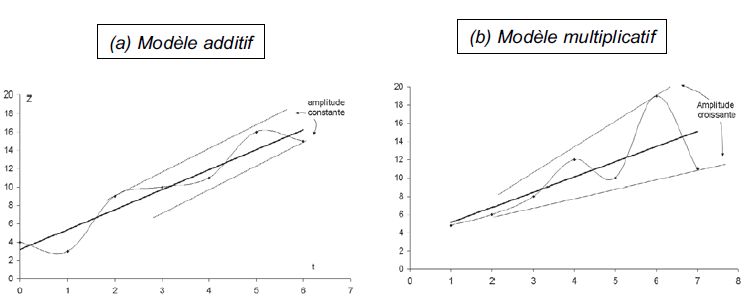 (a) Modèle additif
(b) Modèle multiplicatif
20
18
16
14
12
10
8
6
4
2
0
Z
amplitude
constante
t
0 1 2 3 4 5 6 7
20
18
16
14
12
10
8
6
4
2
0
Amplitude
croissante
0 1 2 3 4 5 6 7 8